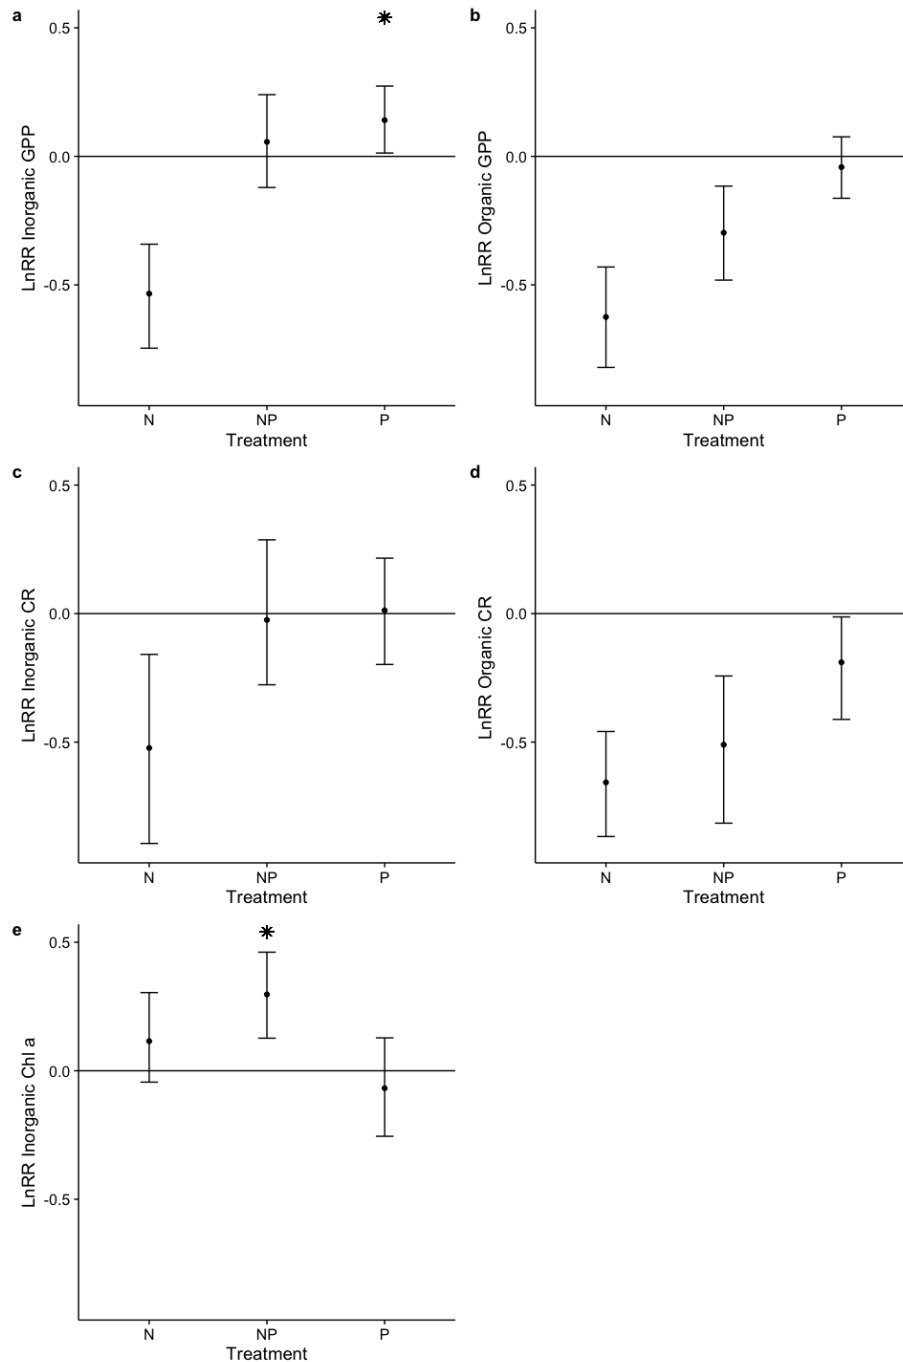 a
0.5
0.0
-0.5
LnRR Inorganic GPP
N NP P
Treatment
b
0.5
0.0
-0.5
LnRR Organic GPP
N NP P
Treatment
c
0.5
0.0
-0.5
LnRR Inorganic CR
N NP P
Treatment
d
0.5
0.0
-0.5
LnRR Organic CR
N NP P
Treatment
e
0.5
0.0
-0.5
LnRR Inorganic Chl a
N NP P
Treatment